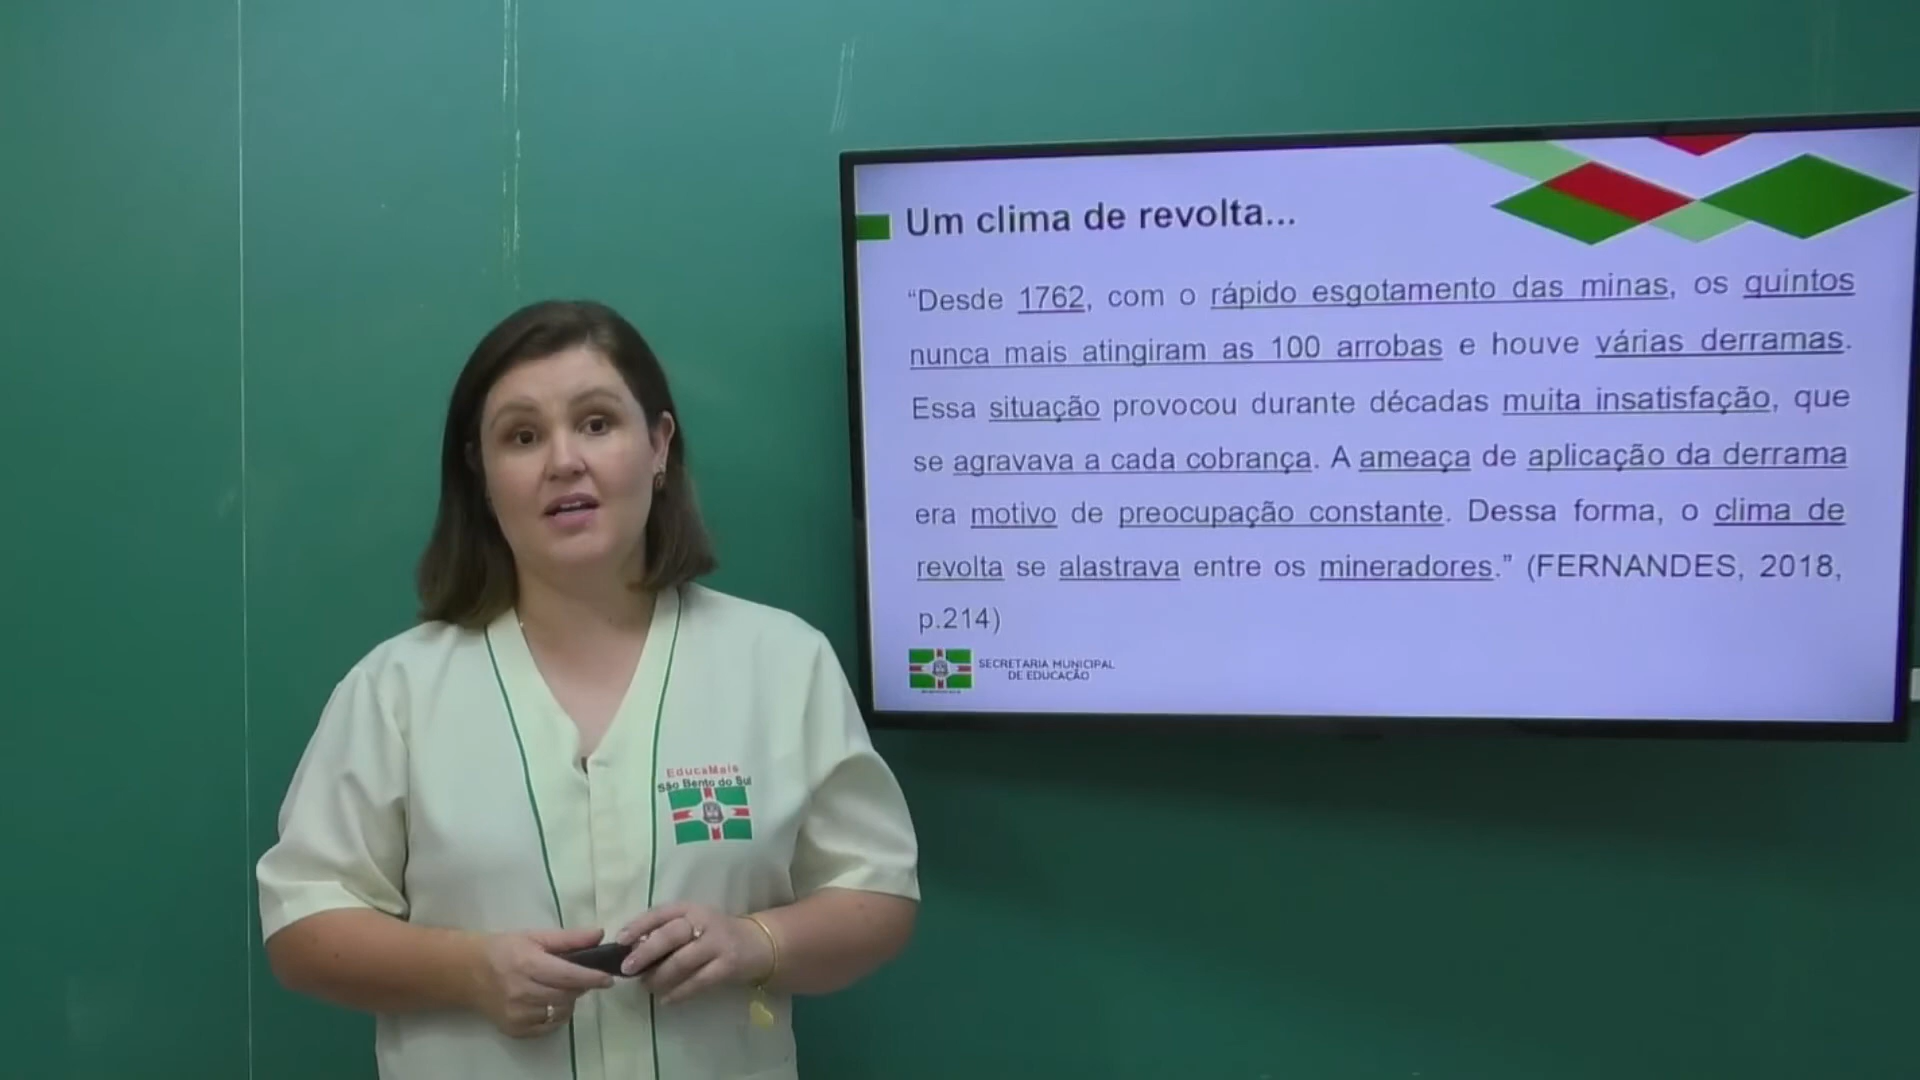 Um clima de revolta...
“Desde 1762, com o rápido esgotamento das minas, os quintos
nunca mais atingiram as 100 arrobas e houve várias derramas.
Essa situação provocou durante décadas muita insatisfação, que
se agravava a cada cobrança. A ameaça de aplicação da derrama
era motivo de preocupação constante. Dessa forma, o clima de
revolta se alastrava entre os mineradores.” (FERNANDES, 2018,
p.214)
SECRETARIA MUNICIPAL
DE EDUCAÇÃO
EducaMais
São Bento do Sul